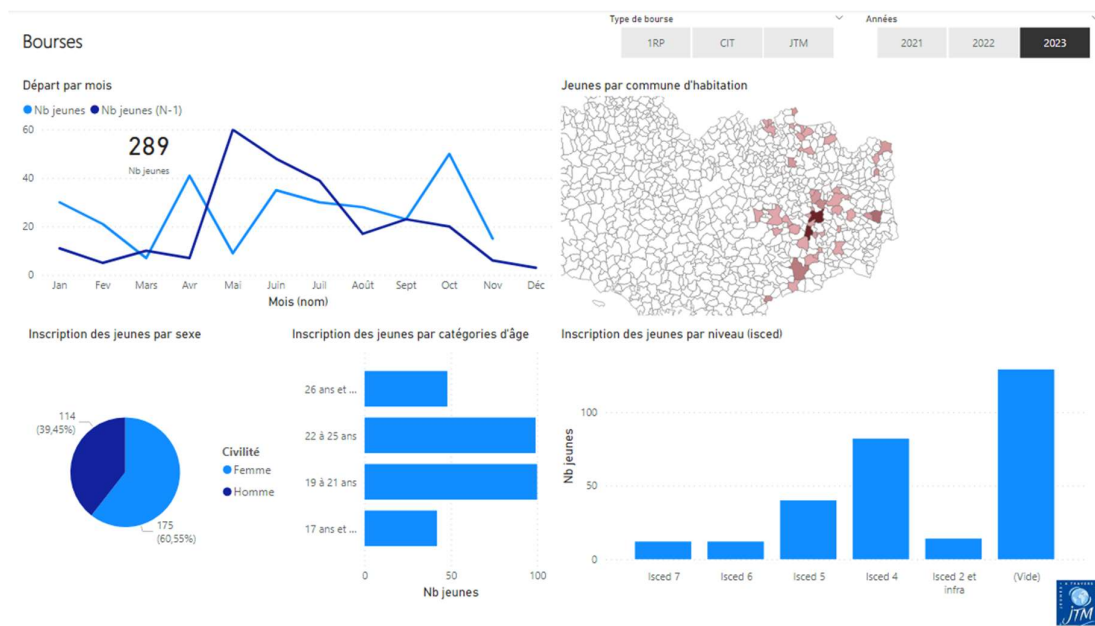 Type de bourse
Années
Bourses
1RP
CIT
JTM
2021
2022
2023
Départ par mois
Jeunes par commune d'habitation
Nb jeunes
Nb jeunes (N-1)
60
40
20
0
289
Nb jeunes
Jan
Fev
Mars
Avr
Mai
Juin
Juil
Août
Sept
Oct
Nov
Déc
Mois (nom)
Inscription des jeunes par sexe
Inscription des jeunes par catégories d'âge
Inscription des jeunes par niveau (isced)
114
(39,45%)
175
(60,55%)
Civilité
Femme
Homme
26 ans et ...
22 à 25 ans
19 à 21 ans
17 ans et ...
0
50
100
Nb jeunes
Nb jeunes
100
50
0
Isced 7
Isced 6
Isced 5
Isced 4
Isced 2 et
infra
(Vide)
JTM